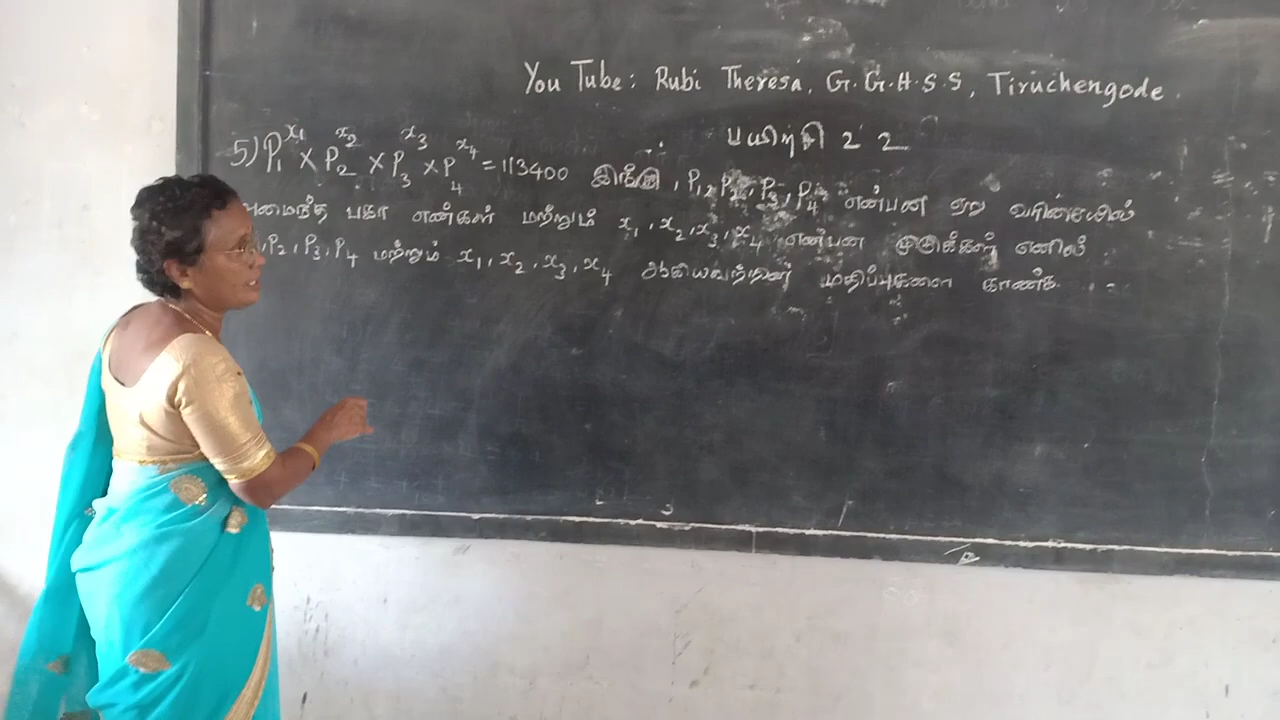 You Tube: Rubi Theresa, G.G.H.S.S, Tiruchengode.
பயிற்சி 2 2
5) P₁^x₁ × P₂^x₂ × P₃^x₃ × P₄^x₄ = 113400 இங்கு, P₁, P₂, P₃, P₄ என்பன ஏறு வரிசையில்
அமைந்த பகா எண்கள் மற்றும் x₁, x₂, x₃, x₄ என்பன முழுக்கள் எனில்
, P₂, P₃, P₄ மற்றும் x₁, x₂, x₃, x₄ ஆகியவற்றின் மதிப்புகளை காண்க